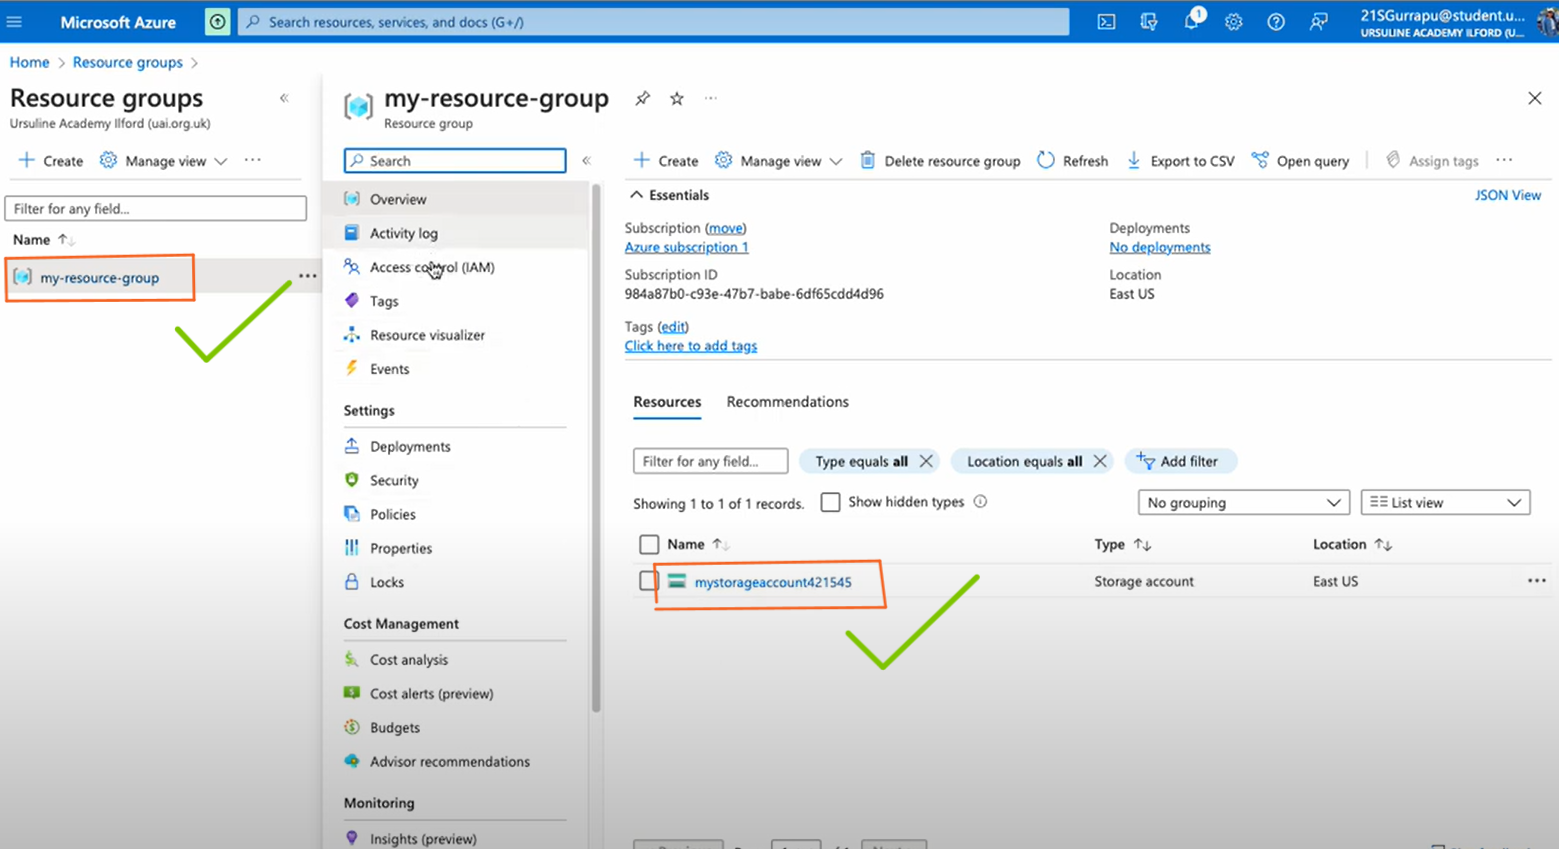 Microsoft Azure
Search resources, services, and docs (G+/)
1
21SGurrapu@student.u...
URSULINE ACADEMY ILFORD (U...
Home > Resource groups >
Resource groups
Ursuline Academy Ilford (uai.org.uk)
+ Create
Manage view
...
Filter for any field...
Name ↑↓
my-resource-group
...
my-resource-group
...
Resource group
Search
Overview
Activity log
Access control (IAM)
Tags
Resource visualizer
Events
Settings
Deployments
Security
Policies
Properties
Locks
Cost Management
Cost analysis
Cost alerts (preview)
Budgets
Advisor recommendations
Monitoring
Insights (preview)
+ Create
Manage view
Delete resource group
Refresh
Export to CSV
Open query
Assign tags
...
Essentials
JSON View
Subscription (move)
Azure subscription 1
Subscription ID
984a87b0-c93e-47b7-babe-6df65cdd4d96
Tags (edit)
Click here to add tags
Deployments
No deployments
Location
East US
Resources
Recommendations
Filter for any field...
Type equals all
Location equals all
Add filter
Showing 1 to 1 of 1 records.
Show hidden types
No grouping
List view
Name ↑↓
Type ↑↓
Location ↑↓
mystorageaccount421545
Storage account
East US
...